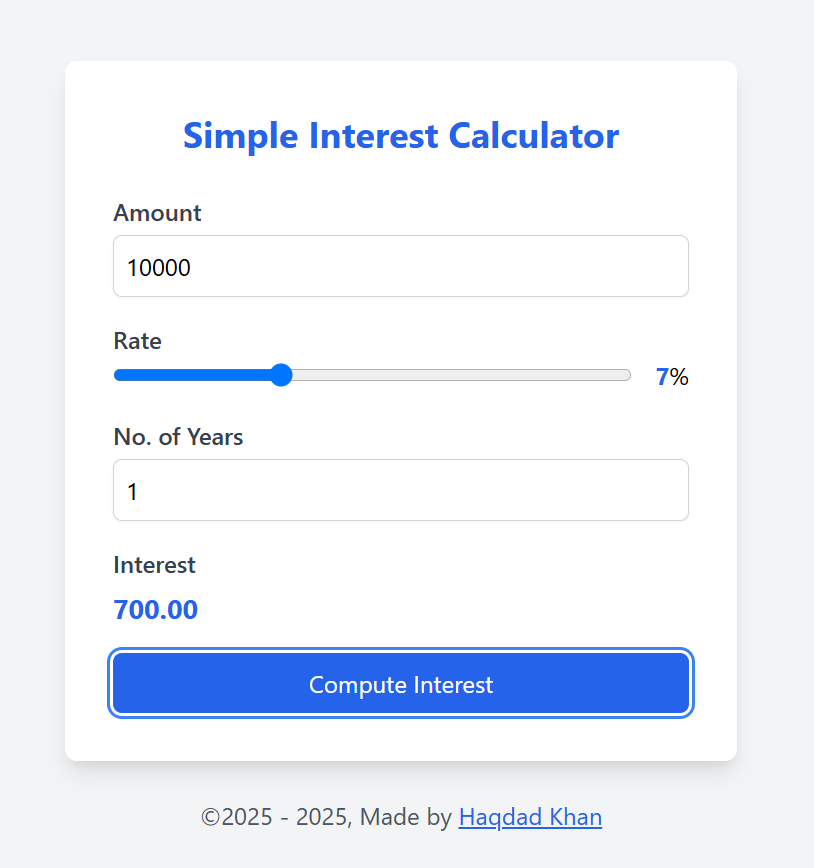 Simple Interest Calculator
Amount
10000
Rate
7%
No. of Years
1
Interest
700.00
Compute Interest
©2025 - 2025, Made by Haqdad Khan